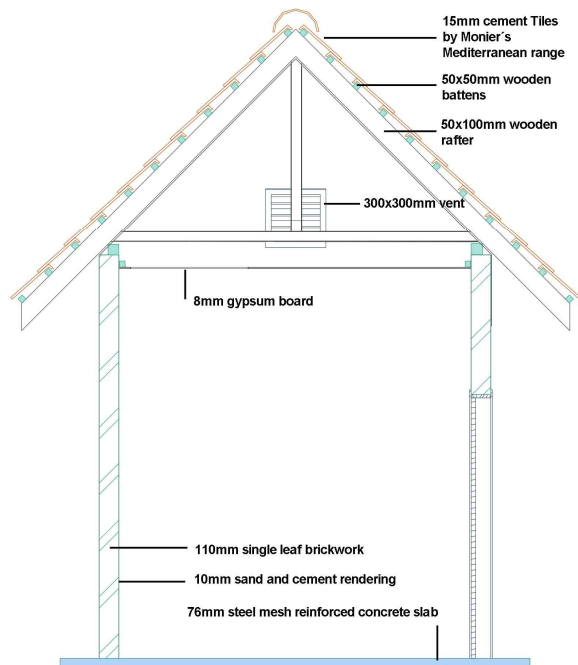 15mm cement Tiles
by Monier´s
Mediterranean range
50x50mm wooden
battens
50x100mm wooden
rafter
300x300mm vent
8mm gypsum board
110mm single leaf brickwork
10mm sand and cement rendering
76mm steel mesh reinforced concrete slab